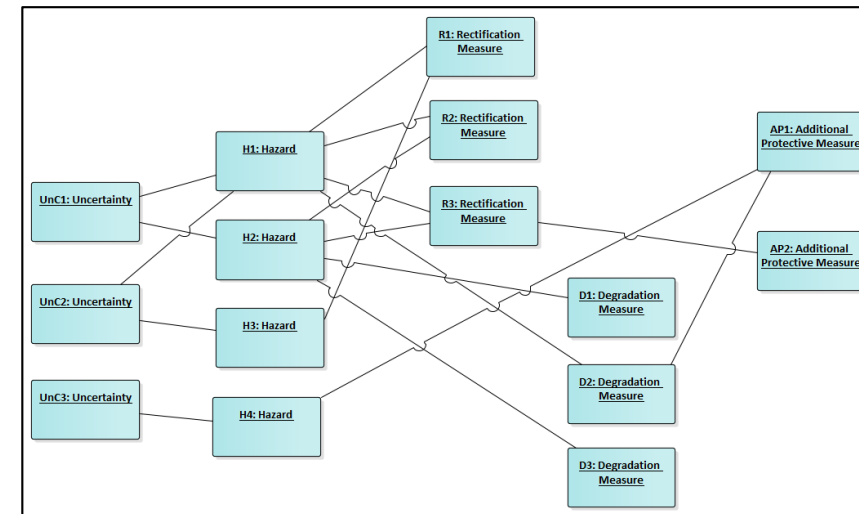 R1: Rectification
Measure
R2: Rectification
Measure
AP1: Additional
Protective Measure
H1: Hazard
UnC1: Uncertainty
R3: Rectification
Measure
H2: Hazard
AP2: Additional
Protective Measure
UnC2: Uncertainty
D1: Degradation
Measure
H3: Hazard
UnC3: Uncertainty
D2: Degradation
Measure
H4: Hazard
D3: Degradation
Measure